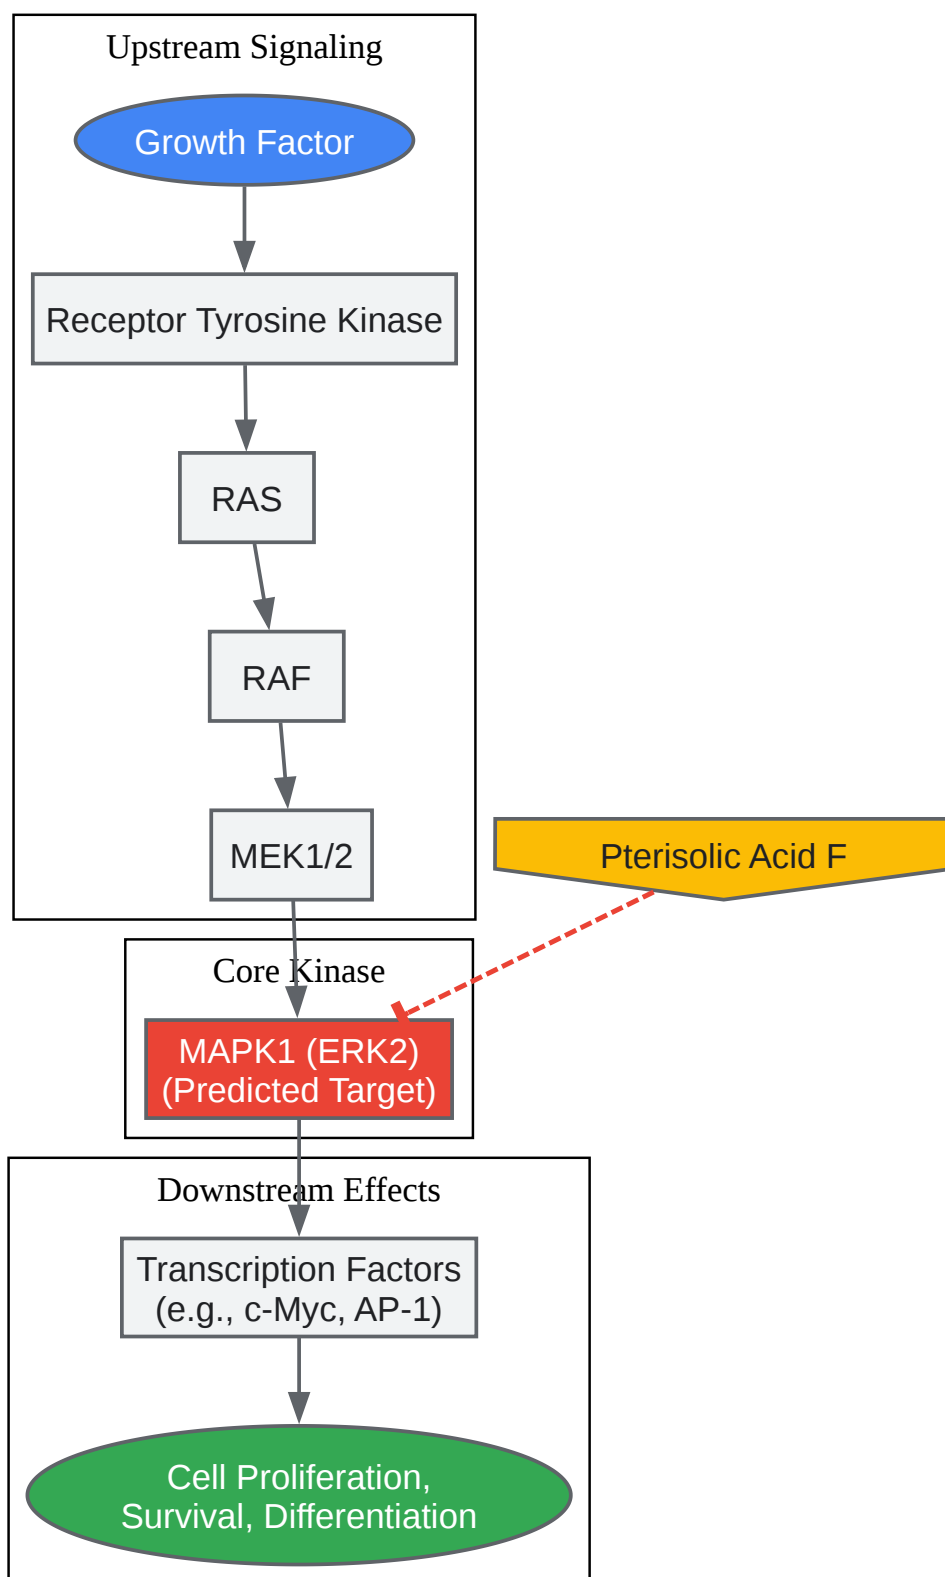 Upstream Signaling
Growth Factor
Receptor Tyrosine Kinase
RAS
RAF
MEK1/2
Pterisolic Acid F
Core Kinase
MAPK1 (ERK2)
(Predicted Target)
Downstream Effects
Transcription Factors
(e.g., c-Myc, AP-1)
Cell Proliferation,
Survival, Differentiation